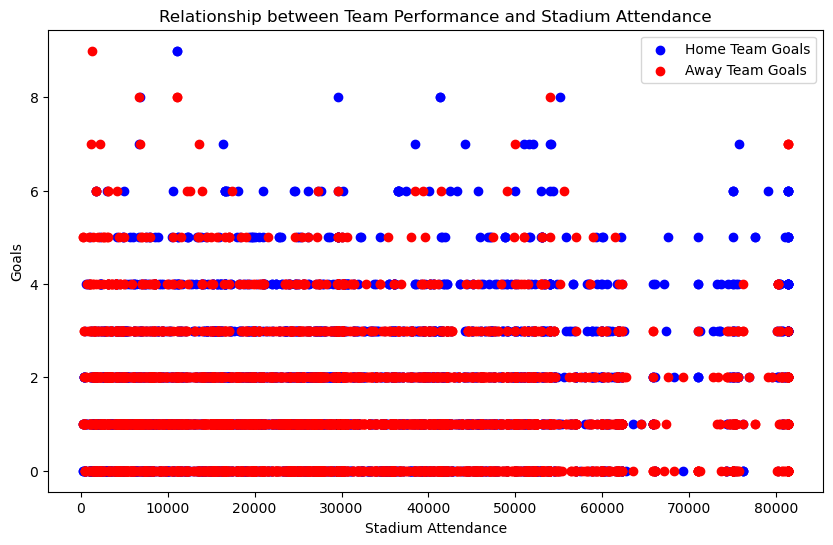 Relationship between Team Performance and Stadium Attendance
Home Team Goals
Away Team Goals
Goals
8
6
4
2
0
0 10000 20000 30000 40000 50000 60000 70000 80000
Stadium Attendance